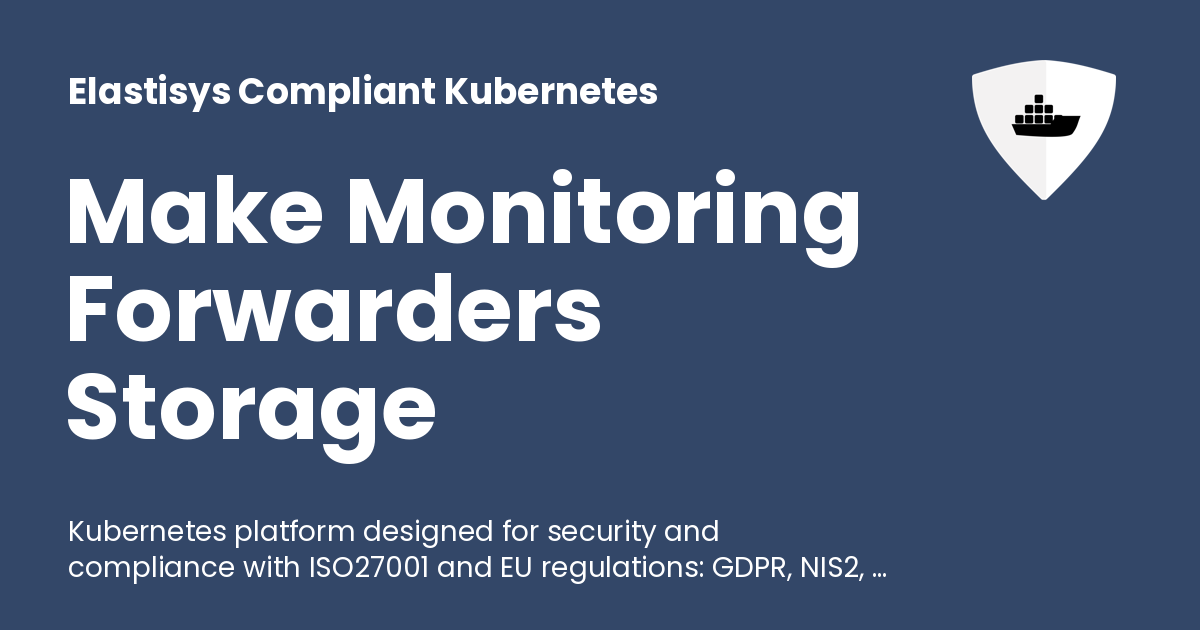 Elastisys Compliant Kubernetes
Make Monitoring
Forwarders
Storage
Kubernetes platform designed for security and
compliance with ISO27001 and EU regulations: GDPR, NIS2, ...